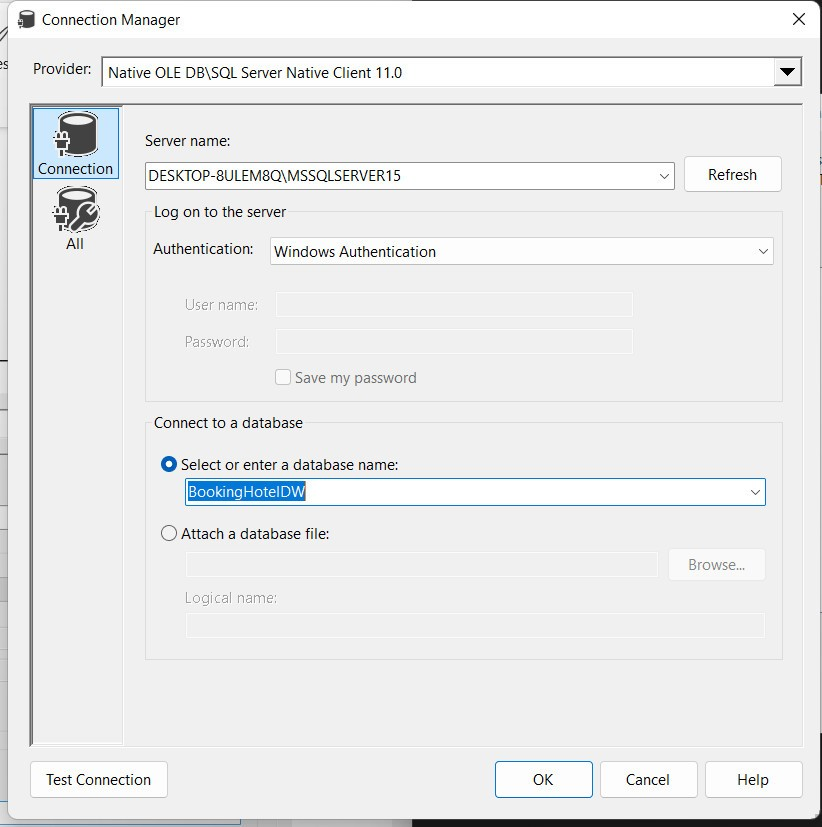 Connection Manager
Provider:
Native OLE DB\SQL Server Native Client 11.0
Connection
All
Server name:
DESKTOP-8ULEM8Q\MSSQLSERVER15
Refresh
Log on to the server
Authentication:
Windows Authentication
User name:
Password:
Save my password
Connect to a database
Select or enter a database name:
BookingHotelDW
Attach a database file:
Browse...
Logical name:
Test Connection
OK
Cancel
Help